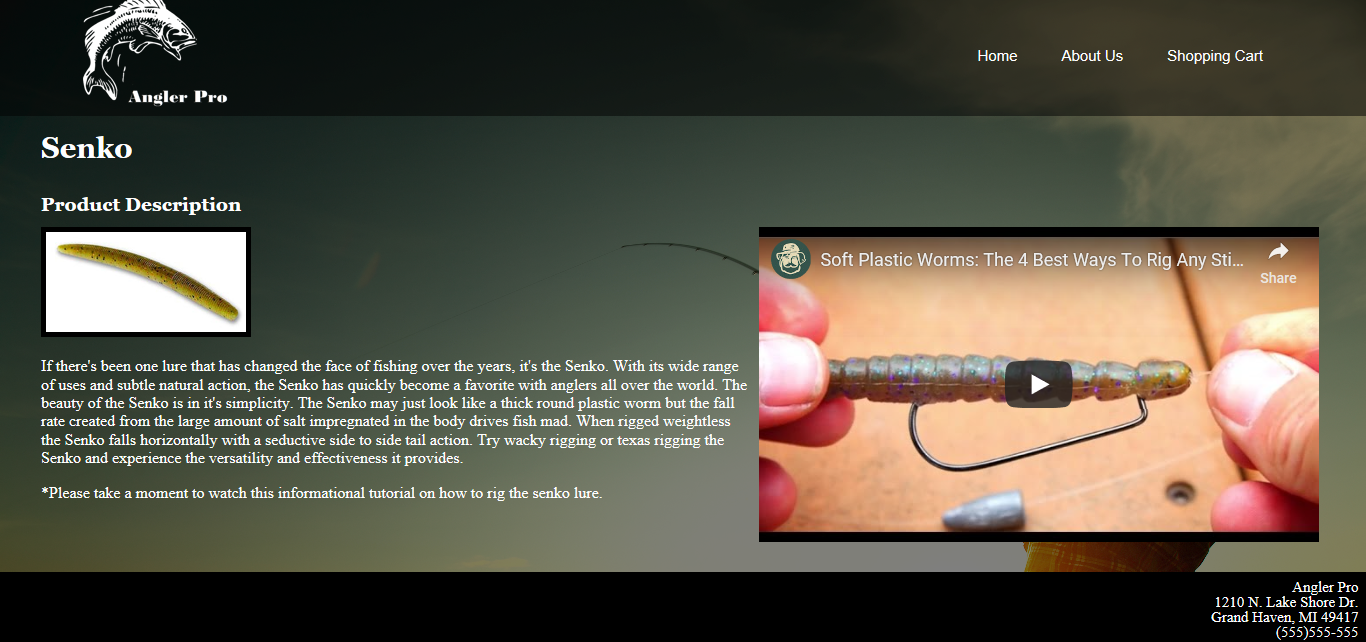 Angler Pro
Home About Us Shopping Cart
Senko
Product Description
Soft Plastic Worms: The 4 Best Ways To Rig Any Sti...
Share
If there's been one lure that has changed the face of fishing over the years, it's the Senko. With its wide range
of uses and subtle natural action, the Senko has quickly become a favorite with anglers all over the world. The
beauty of the Senko is in it's simplicity. The Senko may just look like a thick round plastic worm but the fall
rate created from the large amount of salt impregnated in the body drives fish mad. When rigged weightless
the Senko falls horizontally with a seductive side to side tail action. Try wacky rigging or texas rigging the
Senko and experience the versatility and effectiveness it provides.
*Please take a moment to watch this informational tutorial on how to rig the senko lure.
Angler Pro
1210 N. Lake Shore Dr.
Grand Haven, MI 49417
(555)555-555